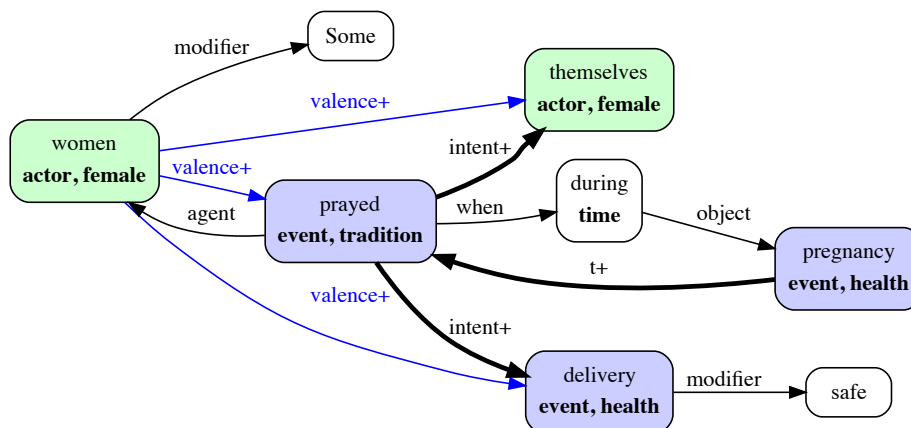 modifier
Some
themselves
actor, female
valence+
women
actor, female
valence+
intent+
during
time
agent
prayed
event, tradition
when
object
pregnancy
event, health
t+
valence+
intent+
delivery
event, health
modifier
safe